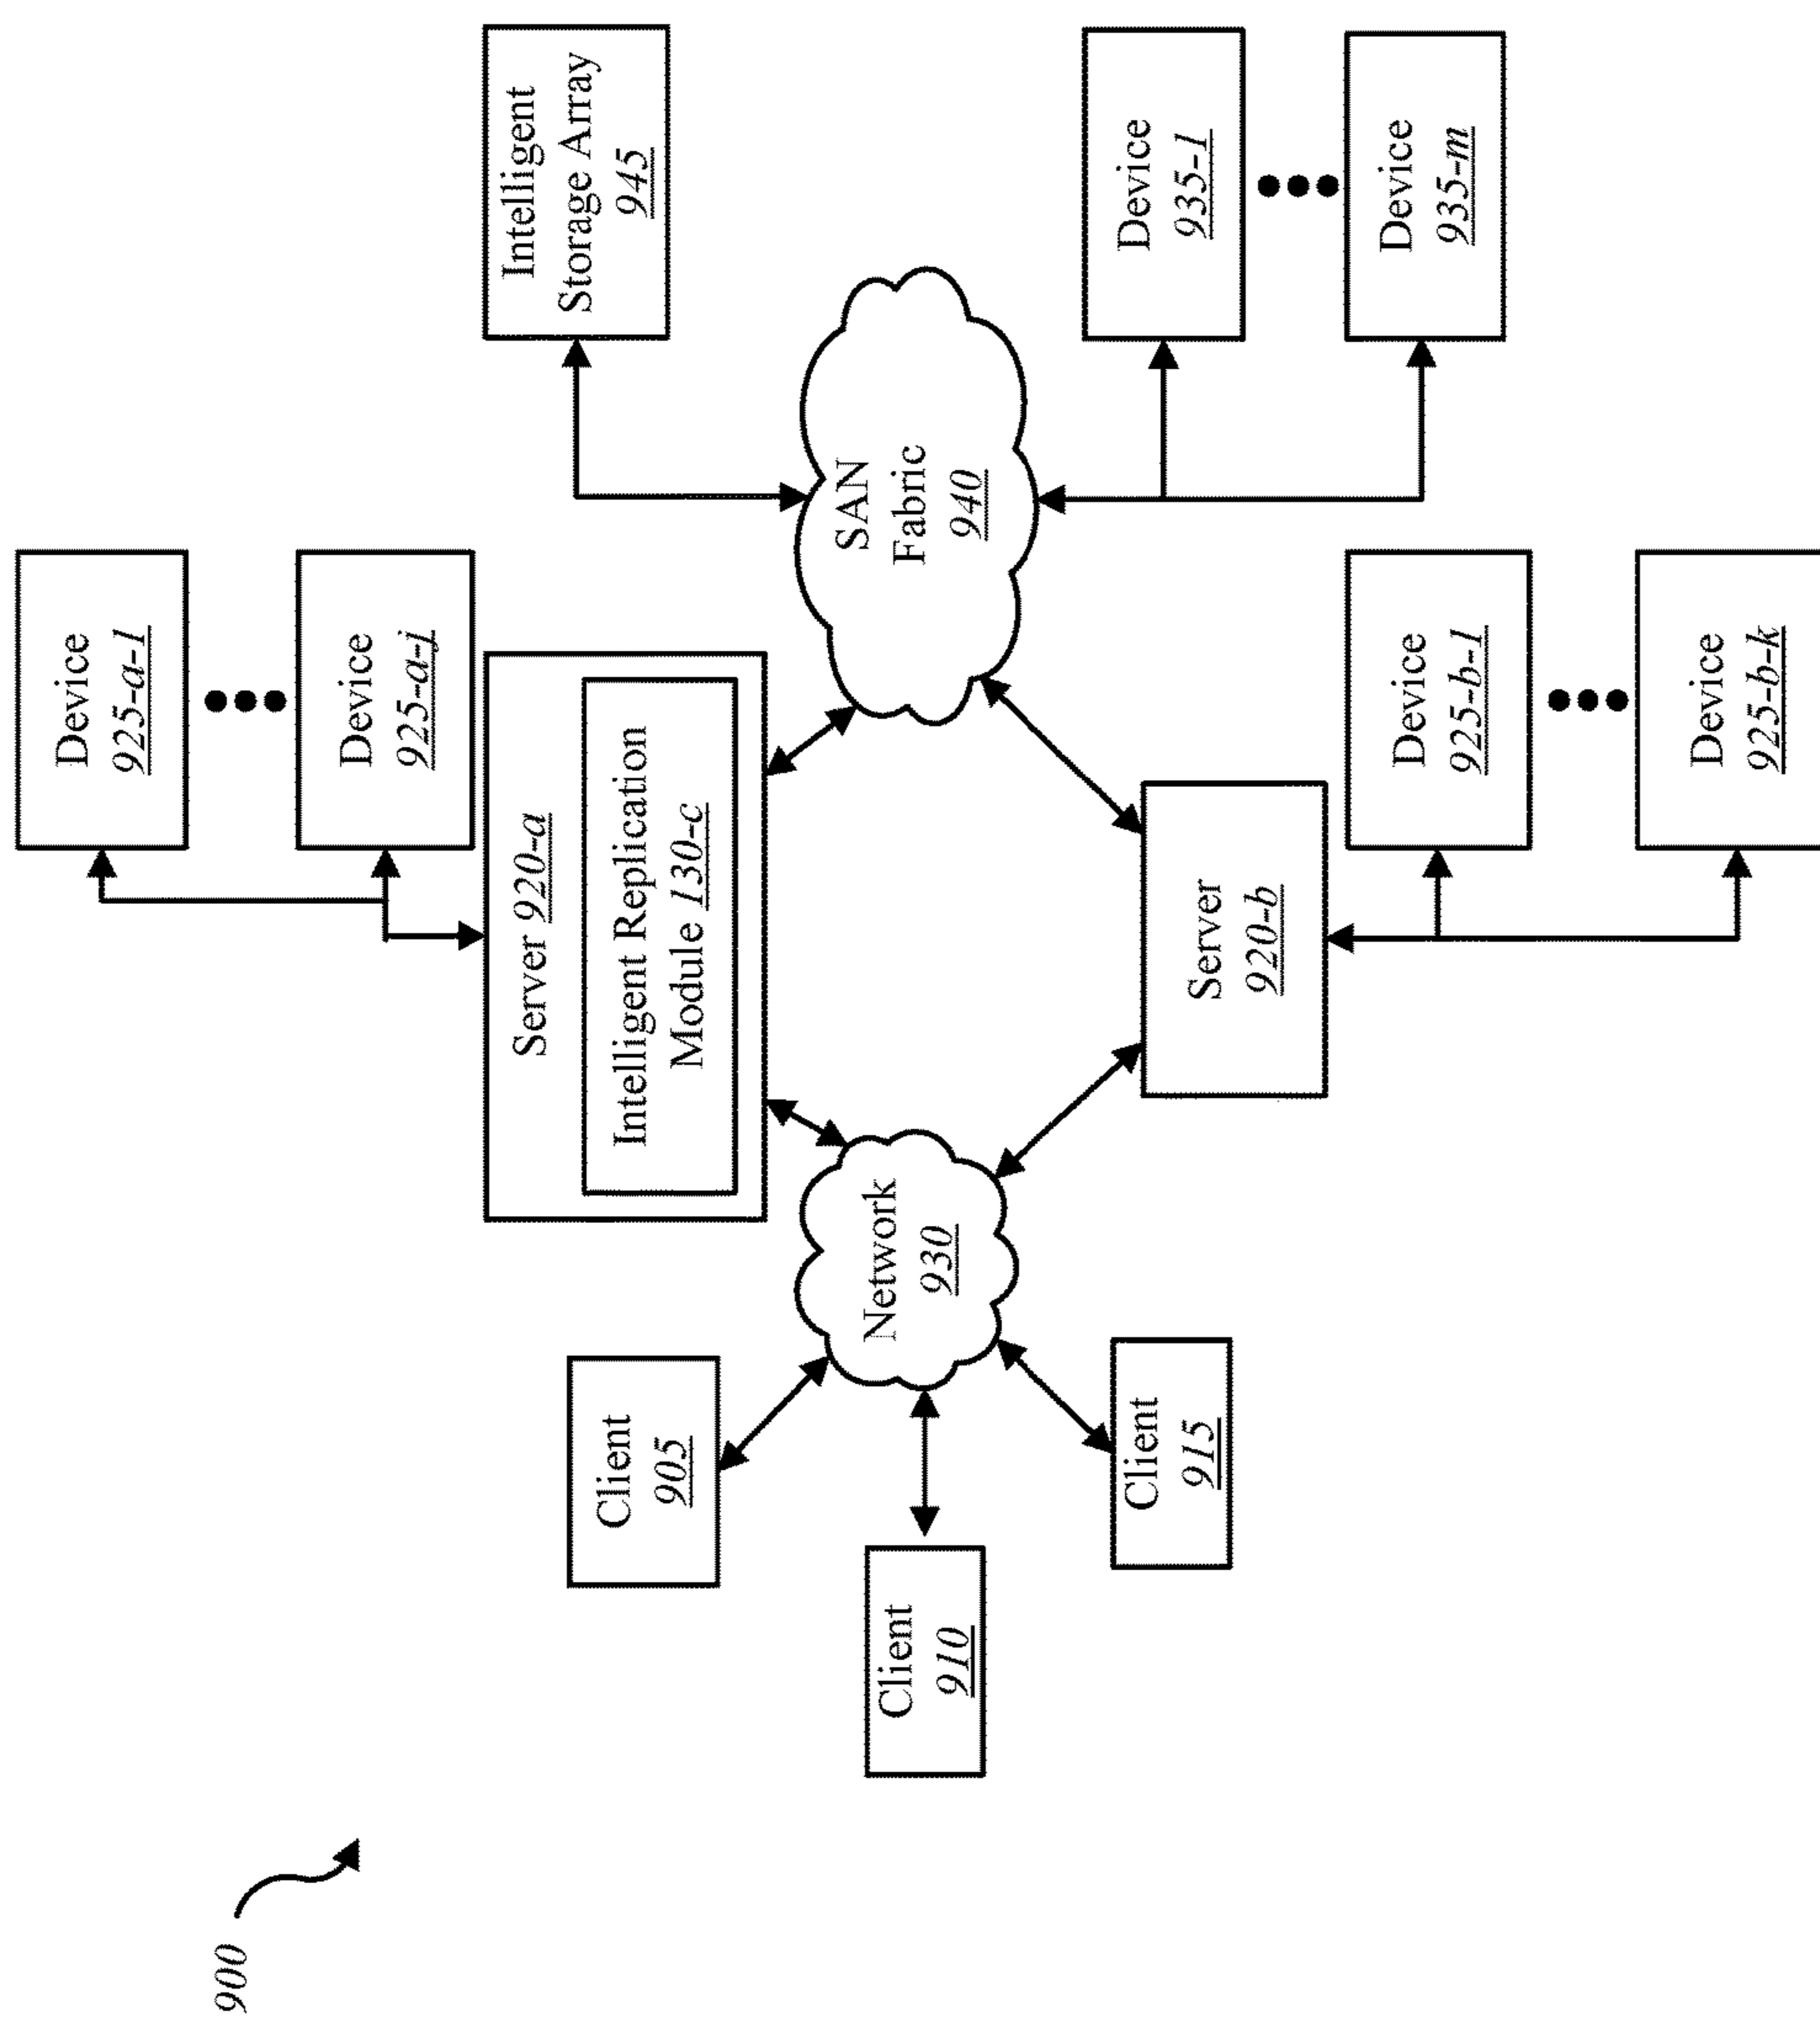 900
Device
925-a-1
Device
925-a-j
Intelligent
Storage Array
945
Server 920-a
Intelligent Replication
Module 130-c
Client
905
Client
910
Client
915
Network
930
SAN
Fabric
940
Server
920-b
Device
935-1
Device
935-m
Device
925-b-1
Device
925-b-k